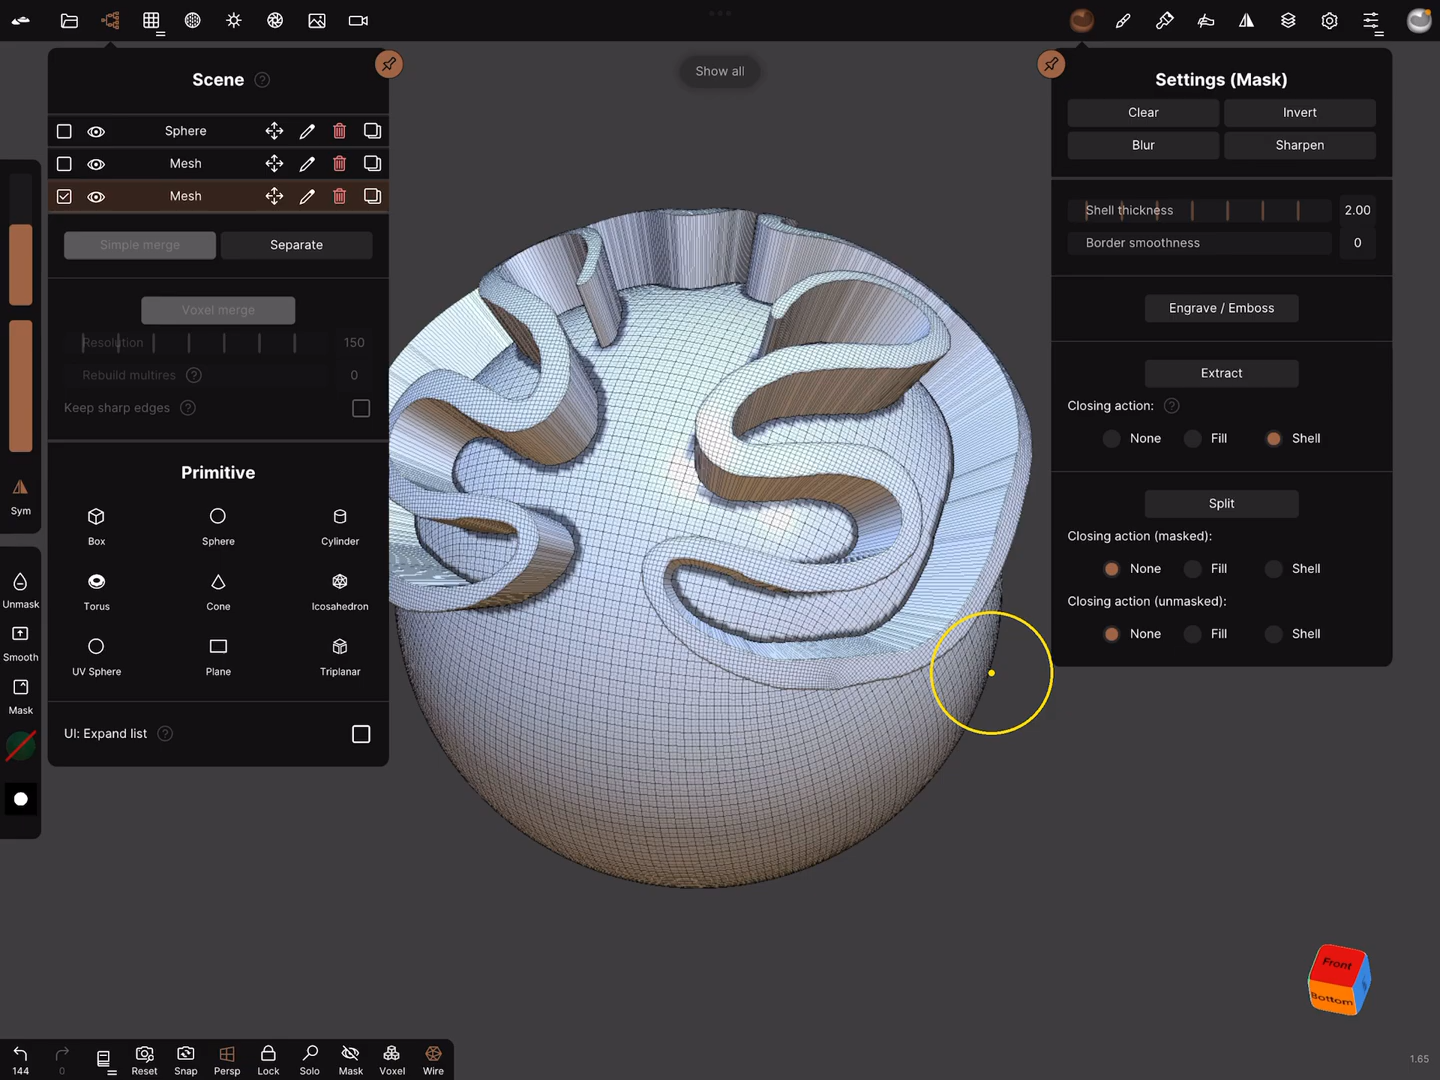 Show all
Scene
Sphere
Mesh
Mesh
Simple merge
Separate
Voxel merge
Resolution
150
Rebuild multires
0
Keep sharp edges
Primitive
Box
Sphere
Cylinder
Torus
Cone
Icosahedron
UV Sphere
Plane
Triplanar
UI: Expand list
Sym
Unmask
Smooth
Mask
Settings (Mask)
Clear
Invert
Blur
Sharpen
Shell thickness
2.00
Border smoothness
0
Engrave / Emboss
Extract
Closing action:
None
Fill
Shell
Split
Closing action (masked):
None
Fill
Shell
Closing action (unmasked):
None
Fill
Shell
Front
Bottom
144
0
Reset
Snap
Persp
Lock
Solo
Mask
Voxel
Wire
1.65